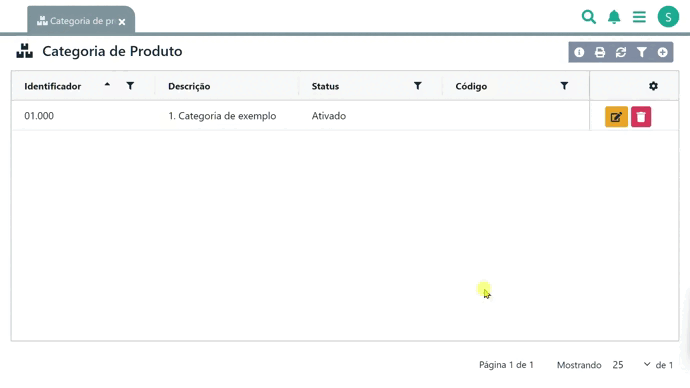 Categoria de pr
S
Categoria de Produto
Identificador Descrição Status Código
01.000 1. Categoria de exemplo Ativado
Página 1 de 1 Mostrando 25 de 1